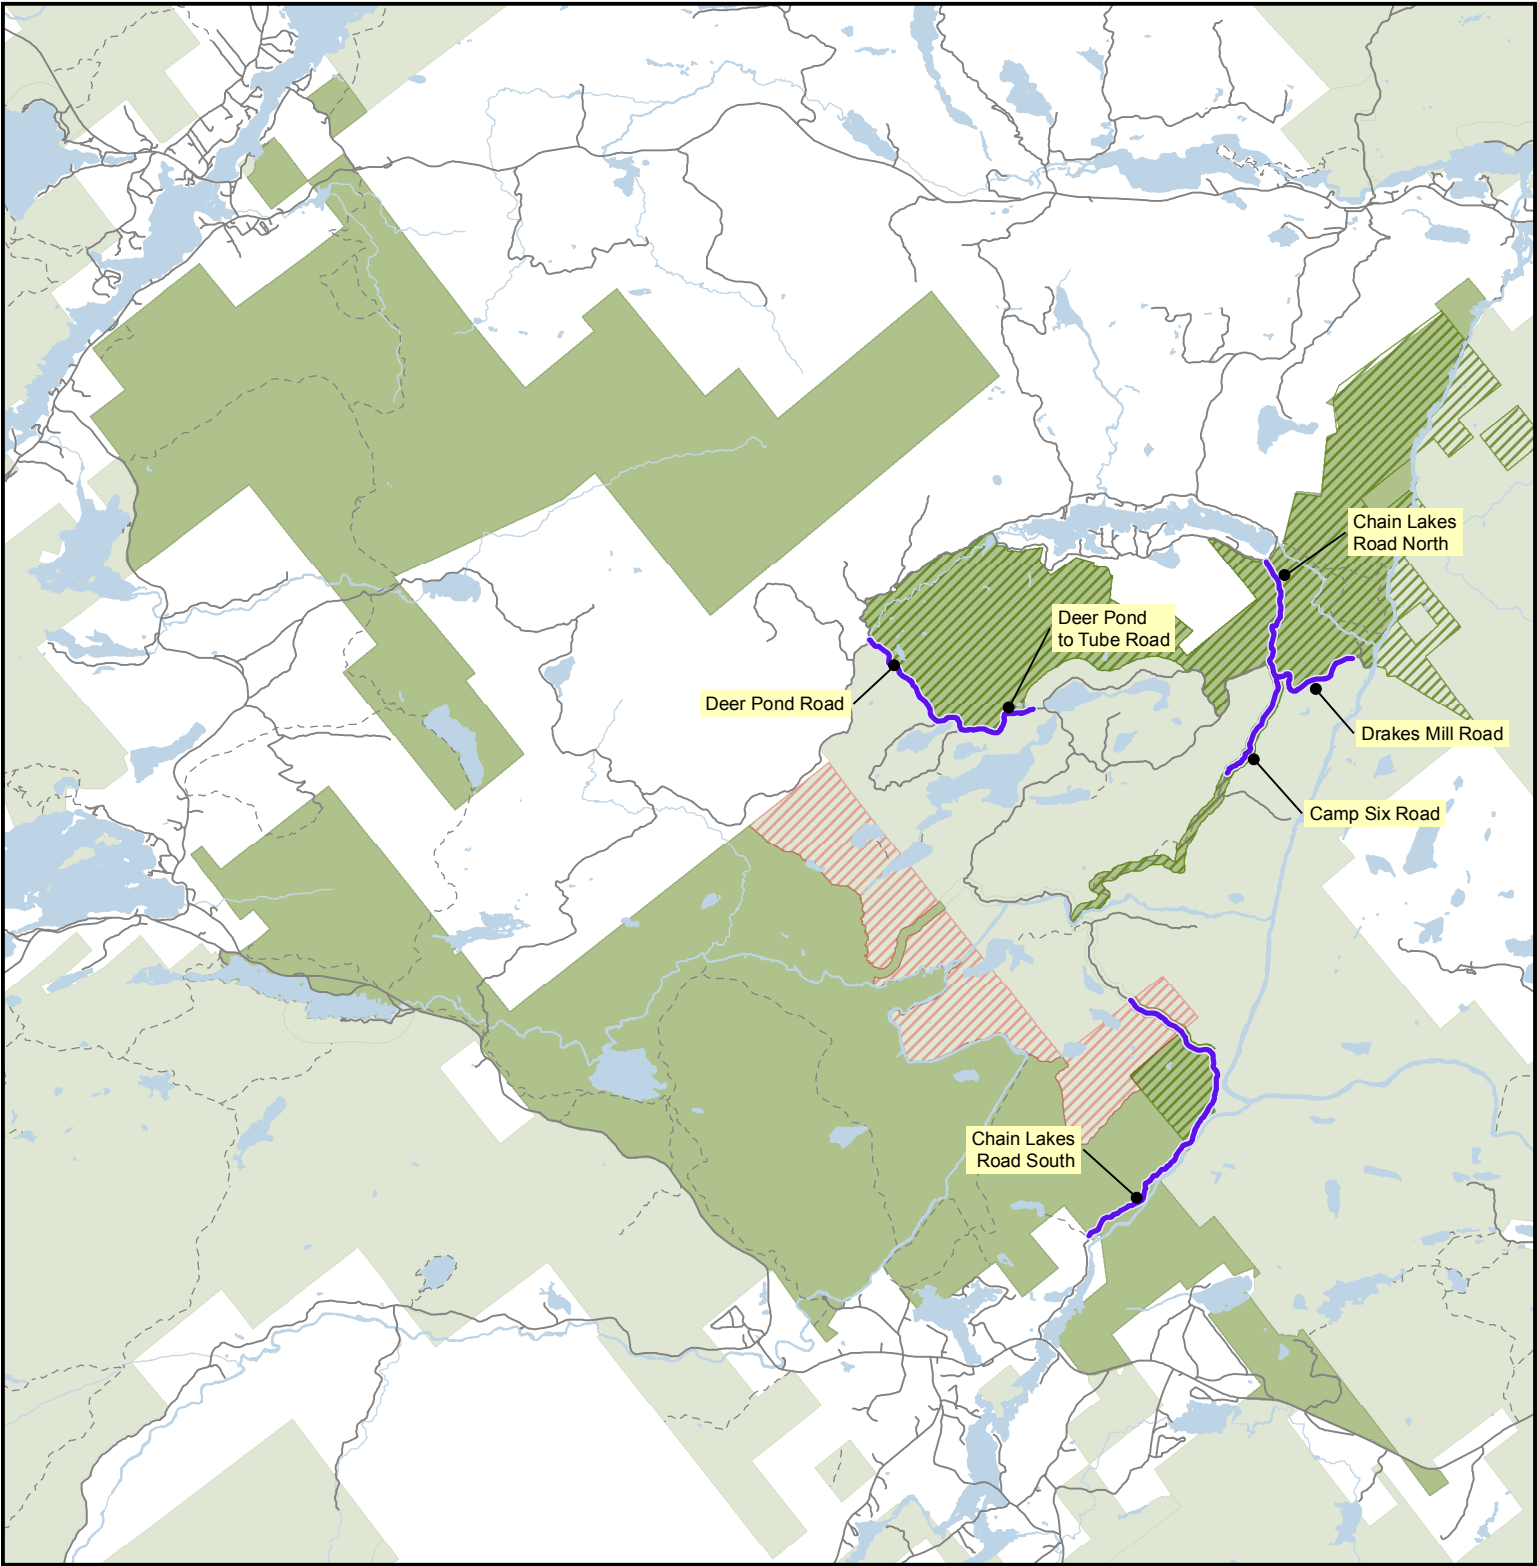 Chain Lakes
Road North
Deer Pond
to Tube Road
Deer Pond Road
Drakes Mill Road
Camp Six Road
Chain Lakes
Road South